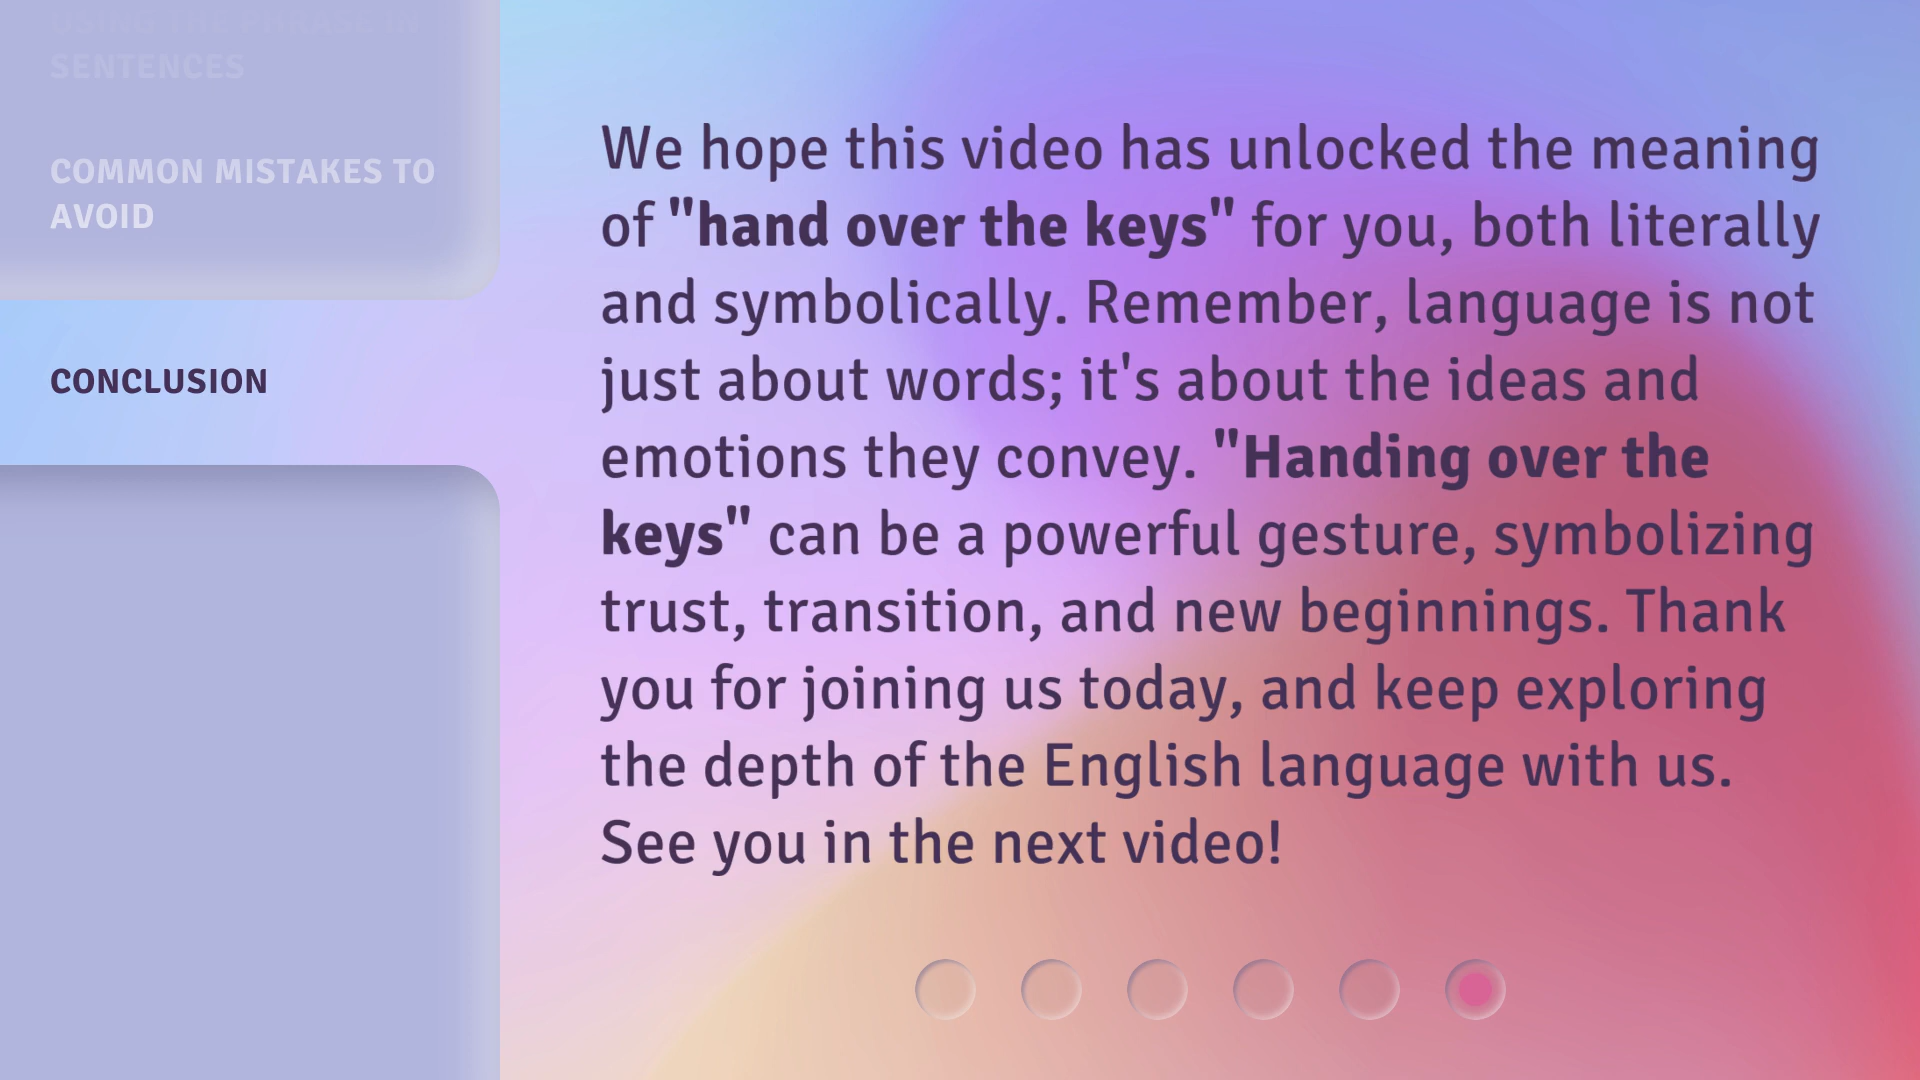 USING THE PHRASE IN
SENTENCES
COMMON MISTAKES TO
AVOID
CONCLUSION
We hope this video has unlocked the meaning
of "hand over the keys" for you, both literally
and symbolically. Remember, language is not
just about words; it's about the ideas and
emotions they convey. "Handing over the
keys" can be a powerful gesture, symbolizing
trust, transition, and new beginnings. Thank
you for joining us today, and keep exploring
the depth of the English language with us.
See you in the next video!